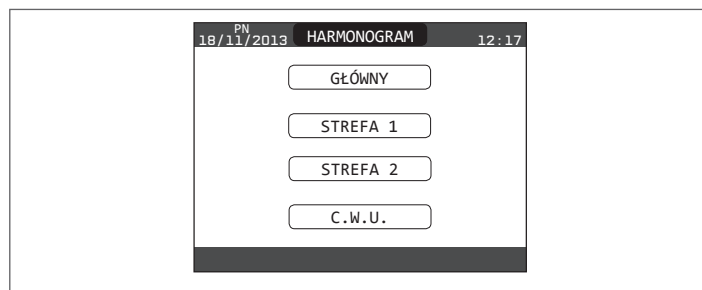 PN
18/11/2013 HARMONOGRAM 12:17
GŁÓWNY
STREFA 1
STREFA 2
C.W.U.